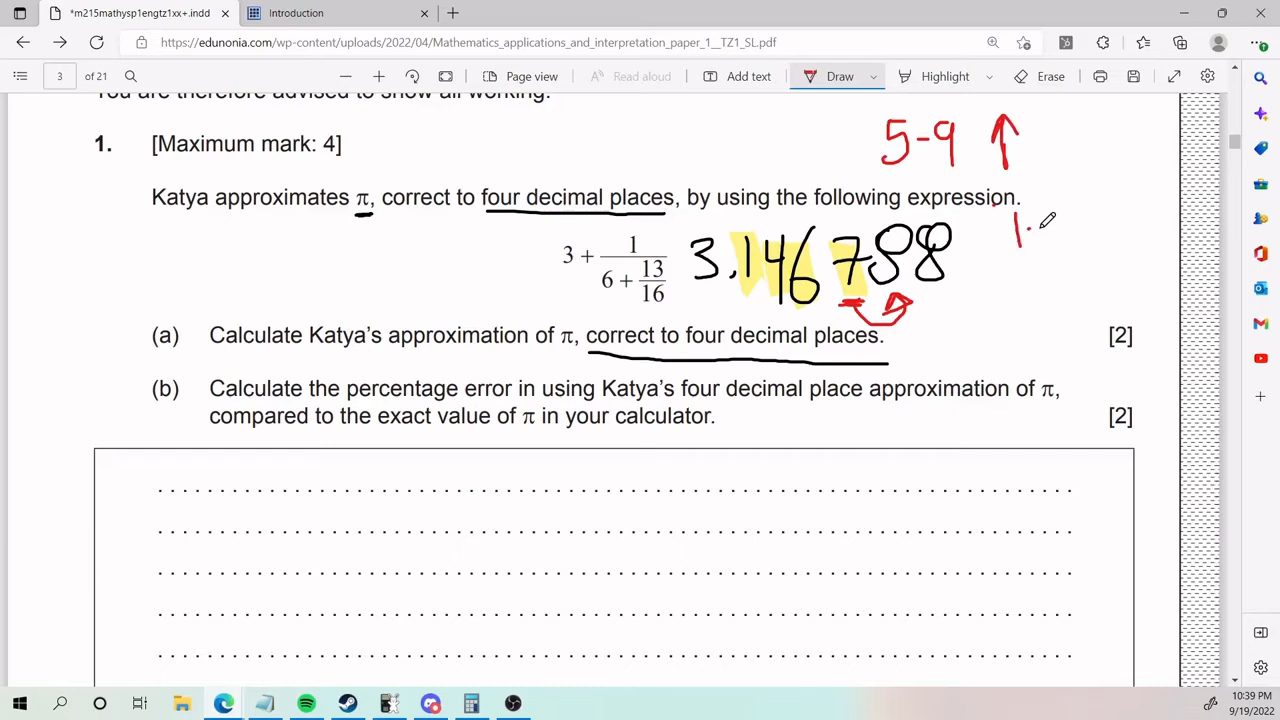 *m215mathysp1engtz1xx+.indd
Introduction
https://edunonia.com/wp-content/uploads/2022/04/Mathematics_applications_and_interpretation_paper_1__TZ1_SL.pdf
3 of 21
Page view
Read aloud
Add text
Draw
Highlight
Erase
You are therefore advised to show all working.
5-9
1. [Maximum mark: 4]
Katya approximates π, correct to four decimal places, by using the following expression.
3 + 1 / (6 + 13/16)
3.146788
1.
(a) Calculate Katya's approximation of π, correct to four decimal places. [2]
(b) Calculate the percentage error in using Katya's four decimal place approximation of π,
compared to the exact value of π in your calculator. [2]
10:39 PM
9/19/2022